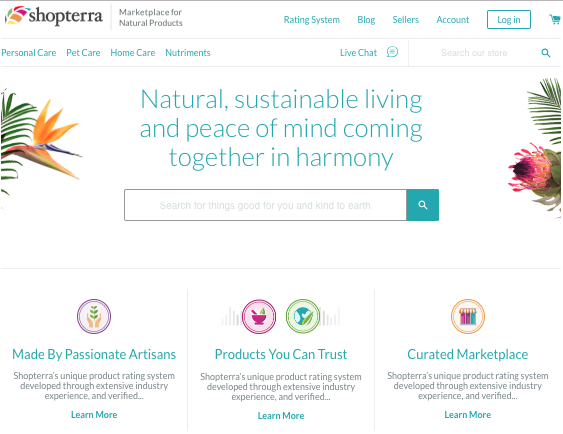 shopterra
Marketplace for
Natural Products
Rating System Blog Sellers Account Log in
Personal Care Pet Care Home Care Nutriments Live Chat Search our store
Natural, sustainable living
and peace of mind coming
together in harmony
Search for things good for you and kind to earth
Made By Passionate Artisans
Shopterra's unique product rating system
developed through extensive industry
experience, and verified...
Learn More
Products You Can Trust
Shopterra's unique product rating system
developed through extensive industry
experience, and verified...
Learn More
Curated Marketplace
Shopterra's unique product rating system
developed through extensive industry
experience, and verified...
Learn More